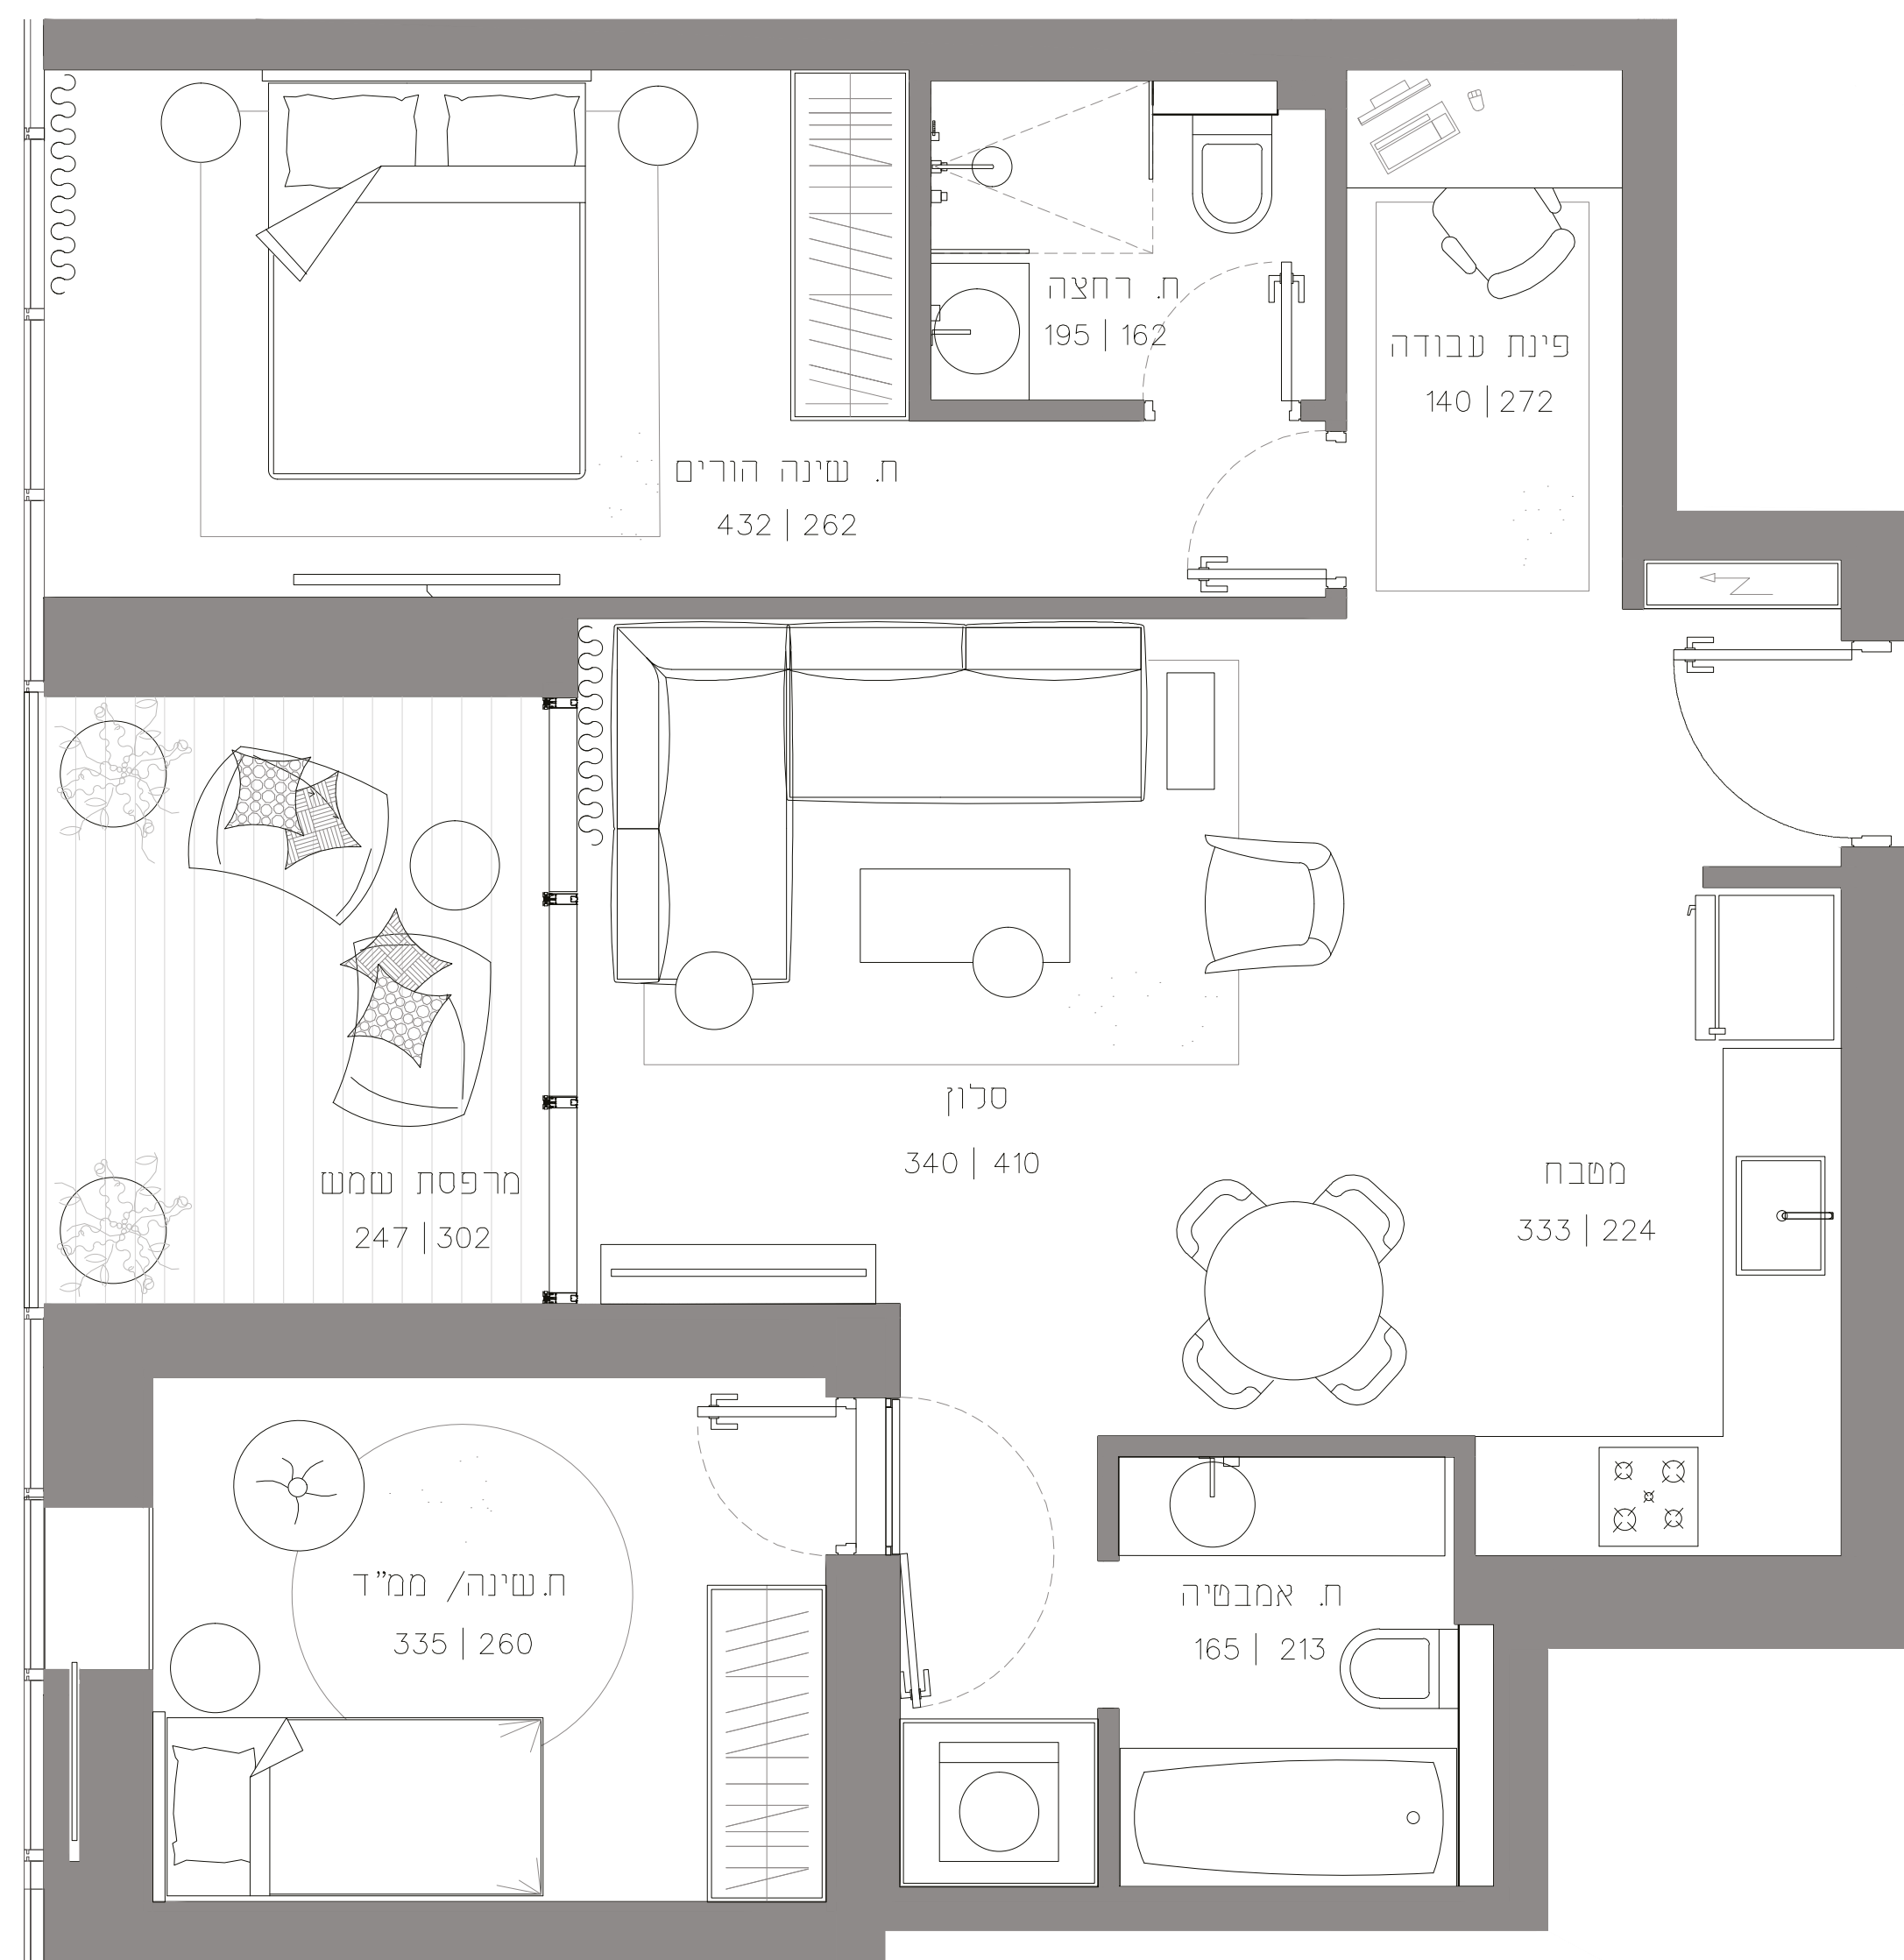 ח. רחצה
195 | 162
פינת עבודה
140 | 272
ח. שינה הורים
432 | 262
סלון
340 | 410
מרפסת שמש
247 | 302
מטבח
333 | 224
ח.שינה/ ממ"ד
335 | 260
ח. אמבטיה
165 | 213